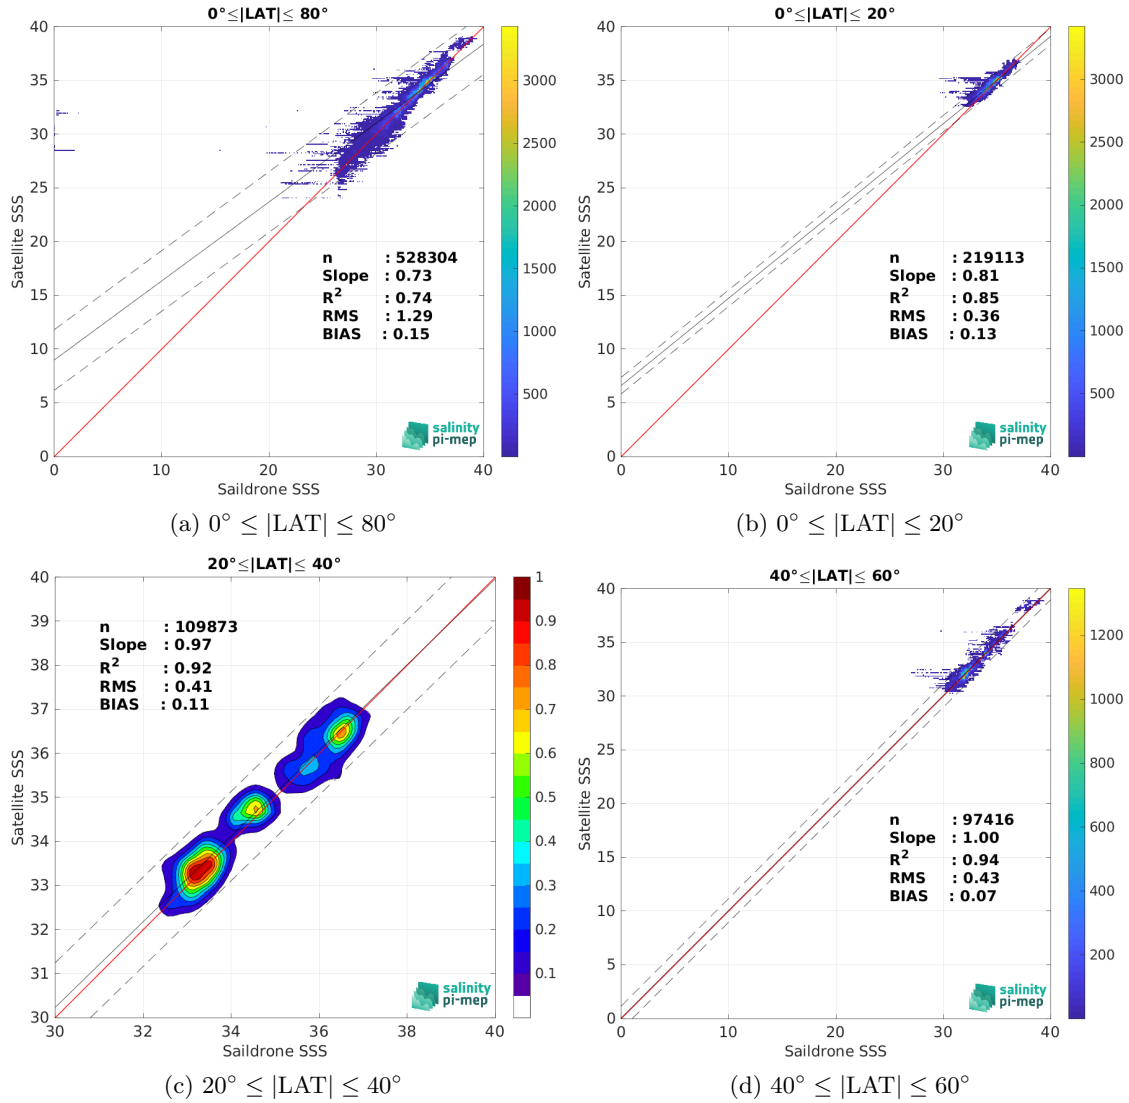 0°≤|LAT|≤ 80°
40
35
30
25
20
15
10
5
0
Satellite SSS
n : 528304
Slope : 0.73
R² : 0.74
RMS : 1.29
BIAS : 0.15
salinity
pi-mep
0 10 20 30 40
Saildrone SSS
3000
2500
2000
1500
1000
500
(a) 0° ≤ |LAT| ≤ 80°
0°≤|LAT|≤ 20°
40
35
30
25
20
15
10
5
0
Satellite SSS
n : 219113
Slope : 0.81
R² : 0.85
RMS : 0.36
BIAS : 0.13
salinity
pi-mep
0 10 20 30 40
Saildrone SSS
3000
2500
2000
1500
1000
500
(b) 0° ≤ |LAT| ≤ 20°
20°≤|LAT|≤ 40°
40
39
38
37
36
35
34
33
32
31
30
Satellite SSS
n : 109873
Slope : 0.97
R² : 0.92
RMS : 0.41
BIAS : 0.11
salinity
pi-mep
30 32 34 36 38 40
Saildrone SSS
1
0.9
0.8
0.7
0.6
0.5
0.4
0.3
0.2
0.1
(c) 20° ≤ |LAT| ≤ 40°
40°≤|LAT|≤ 60°
40
35
30
25
20
15
10
5
0
Satellite SSS
n : 97416
Slope : 1.00
R² : 0.94
RMS : 0.43
BIAS : 0.07
salinity
pi-mep
0 10 20 30 40
Saildrone SSS
1200
1000
800
600
400
200
(d) 40° ≤ |LAT| ≤ 60°